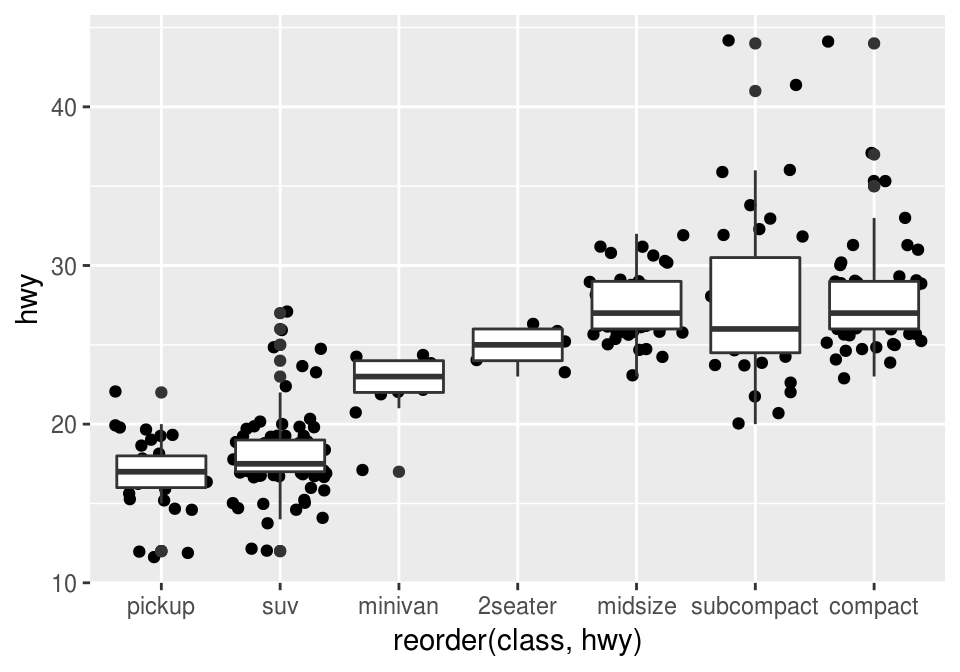 hwy
40
30
20
10
pickup suv minivan 2seater midsize subcompact compact
reorder(class, hwy)